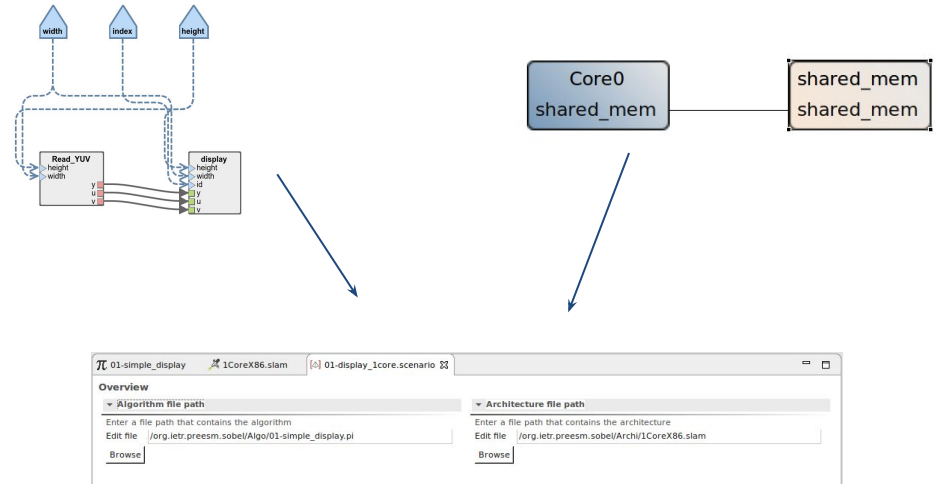 width
index
height
Core0
shared_mem
shared_mem
shared_mem
Read_YUV
height
width
y
u
v
display
height
width
id
y
u
v
π 01-simple_display
1CoreX86.slam
01-display_1core.scenario
Overview
Algorithm file path
Enter a file path that contains the algorithm
Edit file /org.ietr.preesm.sobel/Algo/01-simple_display.pi
Browse
Architecture file path
Enter a file path that contains the architecture
Edit file /org.ietr.preesm.sobel/Archi/1CoreX86.slam
Browse